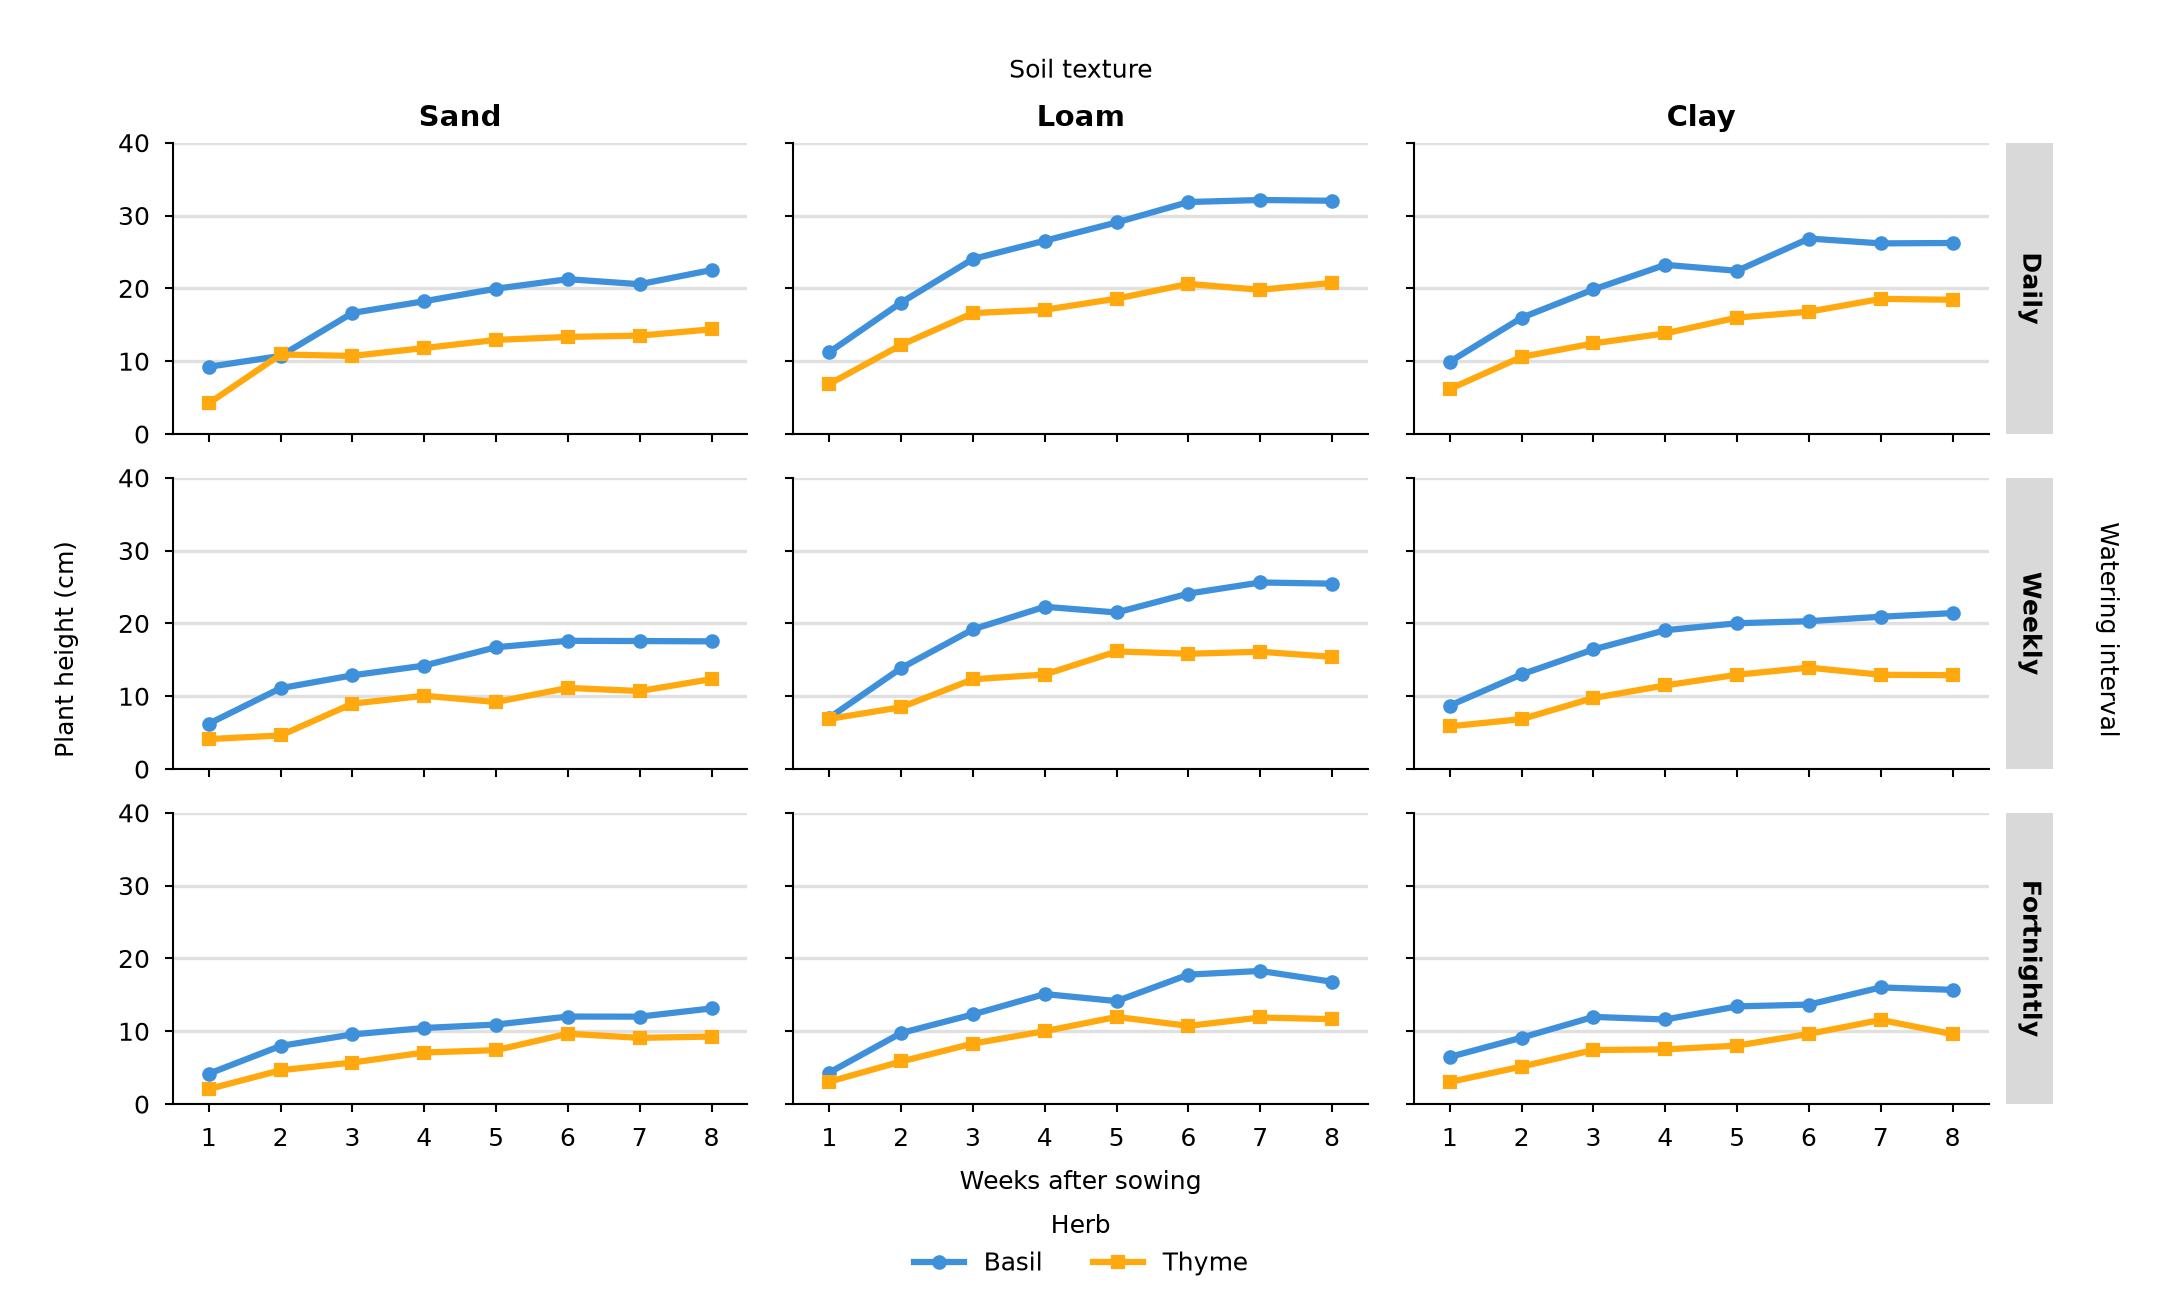 Soil texture
Sand
Loam
Clay
40
30
20
10
0
Daily
40
30
20
10
0
Weekly
Plant height (cm)
Watering interval
40
30
20
10
0
Fortnightly
1 2 3 4 5 6 7 8
1 2 3 4 5 6 7 8
1 2 3 4 5 6 7 8
Weeks after sowing
Herb
Basil
Thyme